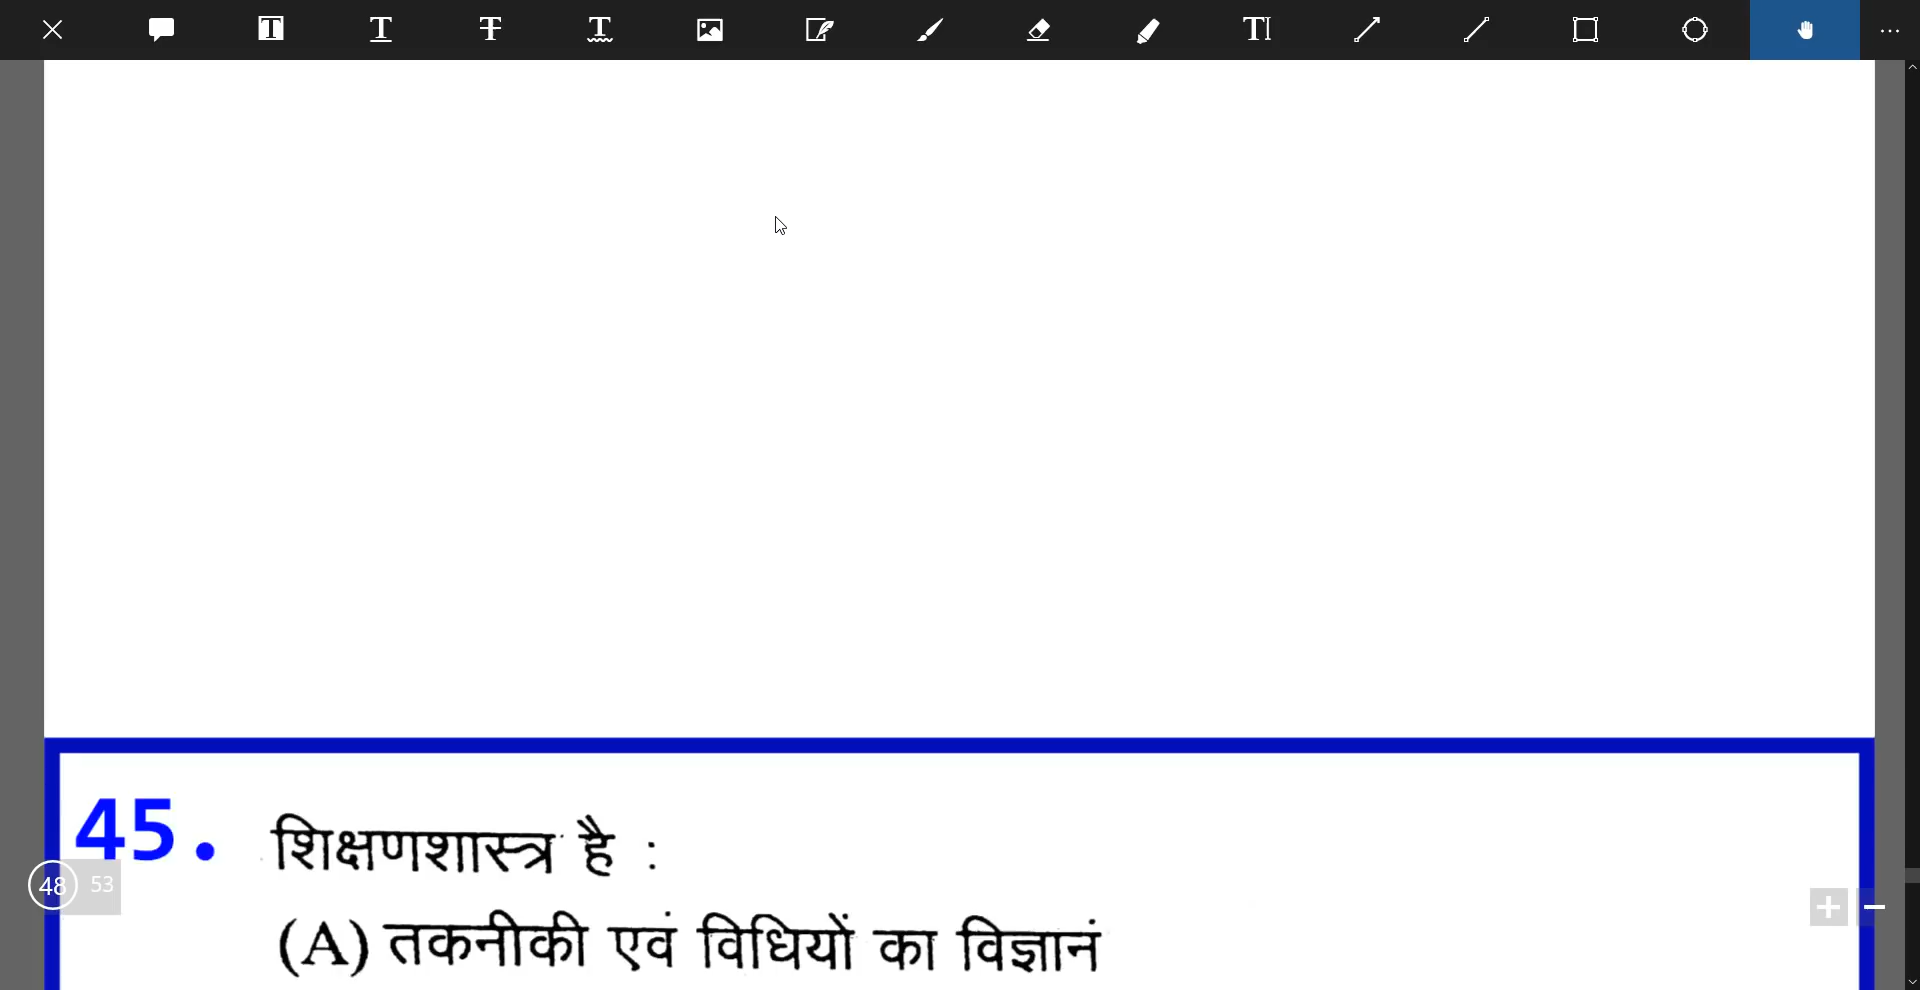 45. शिक्षणशास्त्र है :
48 53
(A) तकनीकी एवं विधियों का विज्ञान